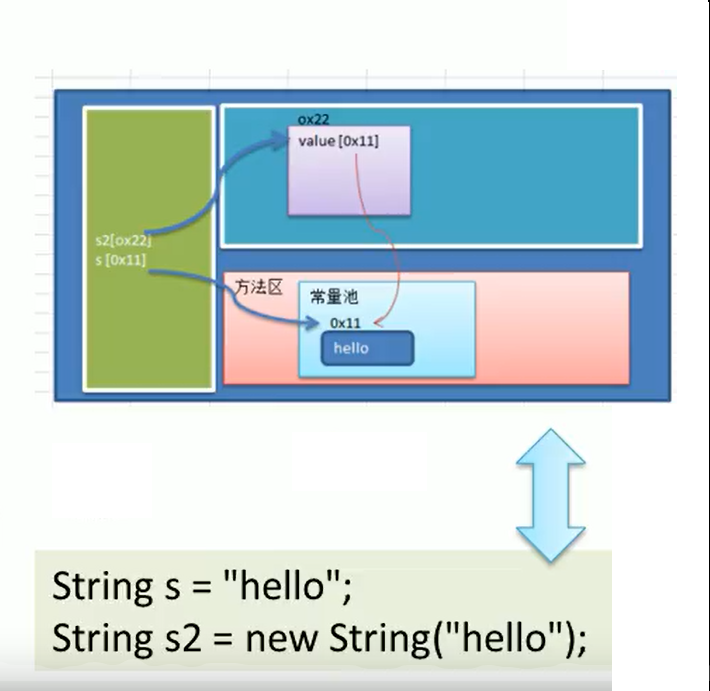 ox22
value [0x11]
s2[ox22]
s [0x11]
方法区
常量池
0x11
hello
String s = "hello";
String s2 = new String("hello");